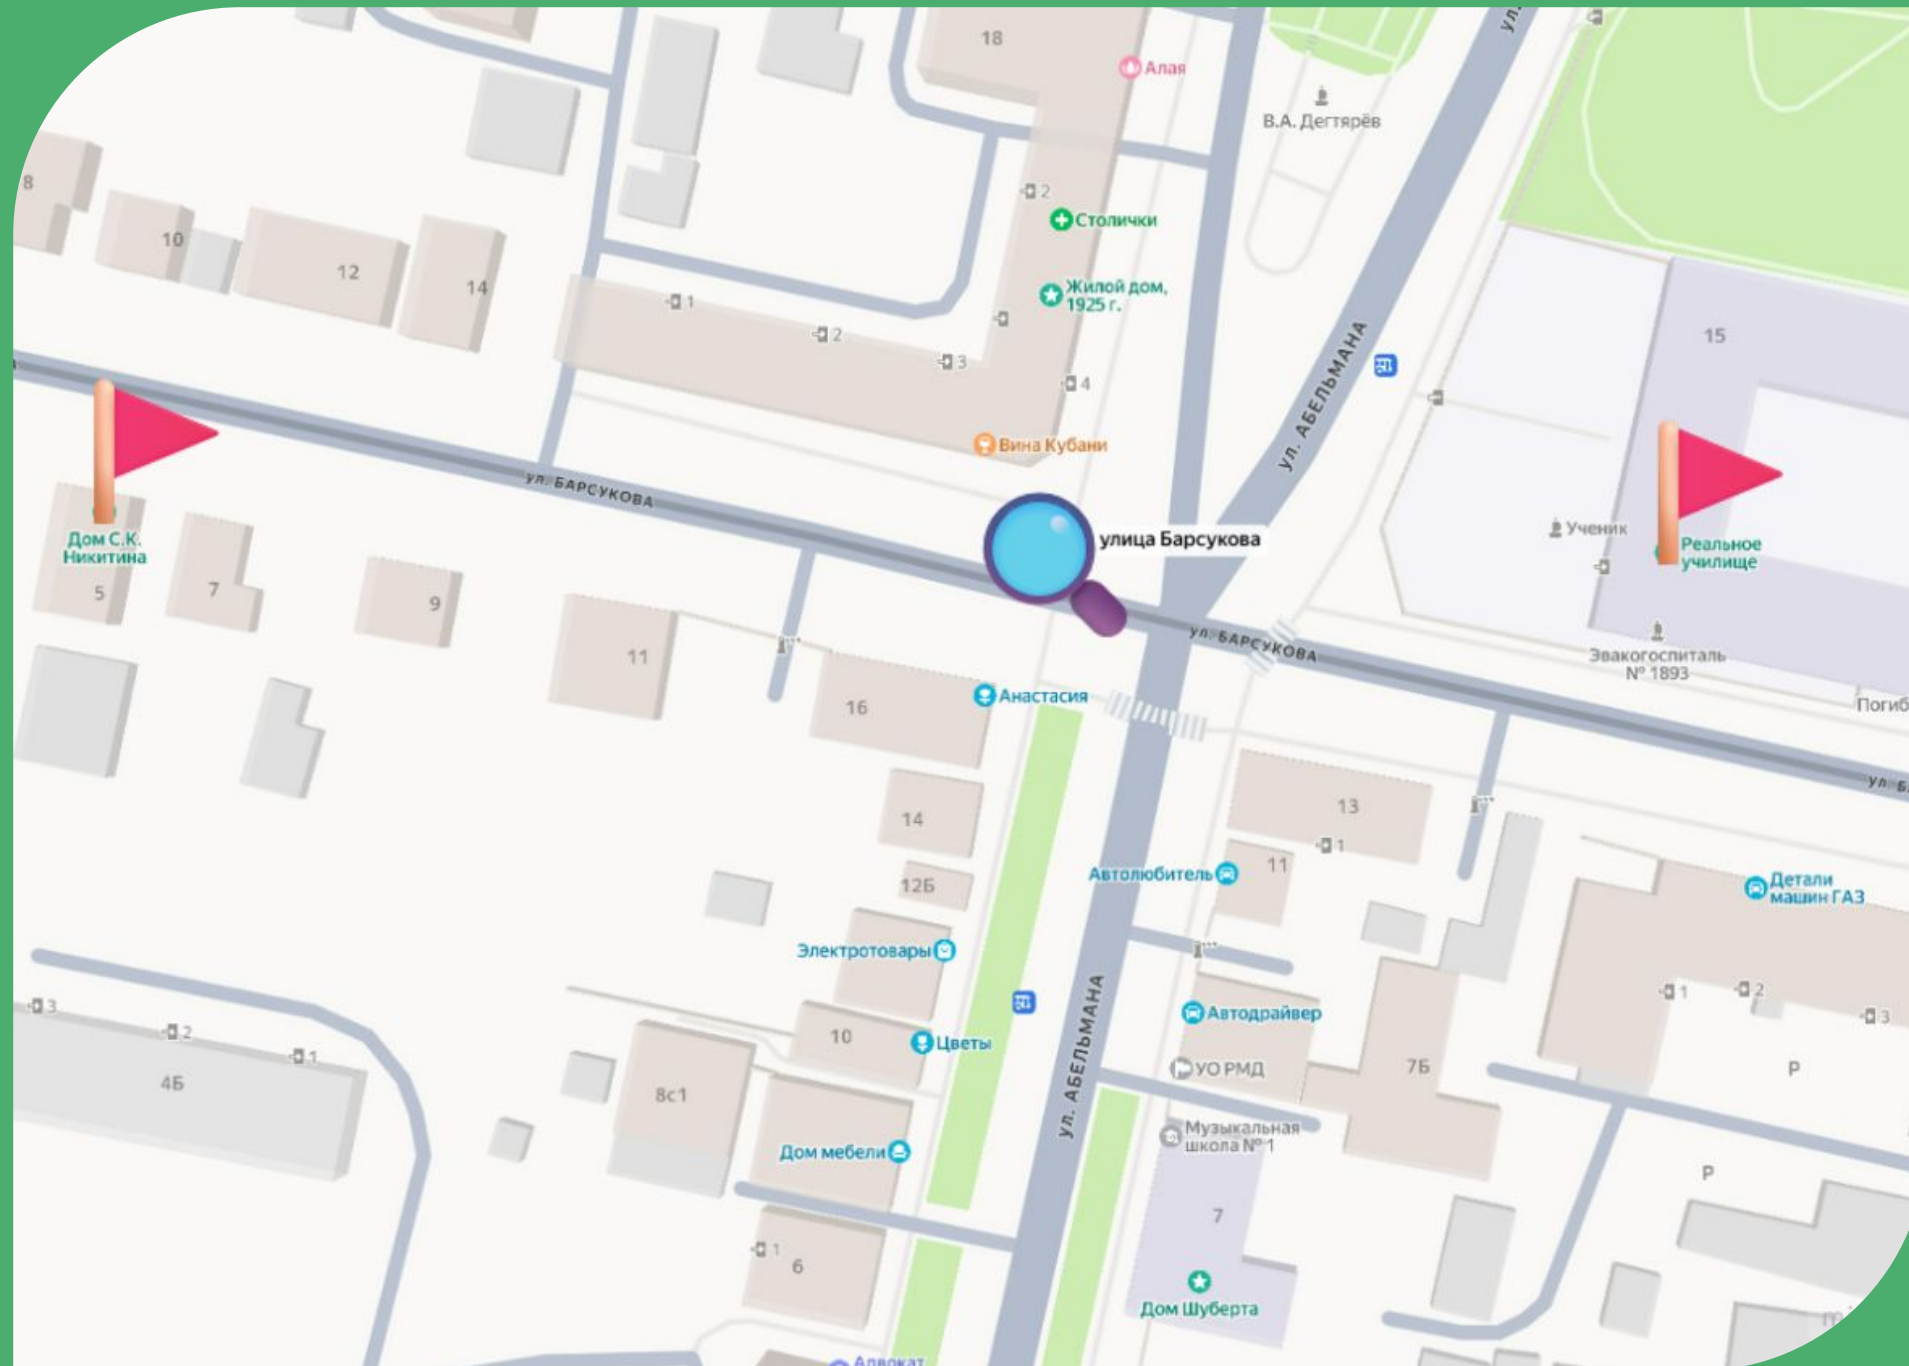 18
Алая
В.А. Дегтярёв
8
10
12
14
2
Столички
Жилой дом,
1925 г.
1
2
3
4
15
ул. АБЕЛЬМАНА
Вина Кубани
ул. БАРСУКОВА
улица Барсукова
Ученик
Реальное
училище
Дом С.К.
Никитина
5
7
9
11
ул. БАРСУКОВА
Эвакогоспиталь
№ 1893
Погиб
16
Анастасия
ул. Б
13
1
14
11
Автолюбитель
12Б
Детали
машин ГАЗ
Электротовары
1
2
3
3
2
1
4Б
10
Цветы
Автодрайвер
УО РМД
7Б
P
8с1
ул. АБЕЛЬМАНА
Музыкальная
школа № 1
Дом мебели
P
7
1
6
Дом Шуберта
Адвокат